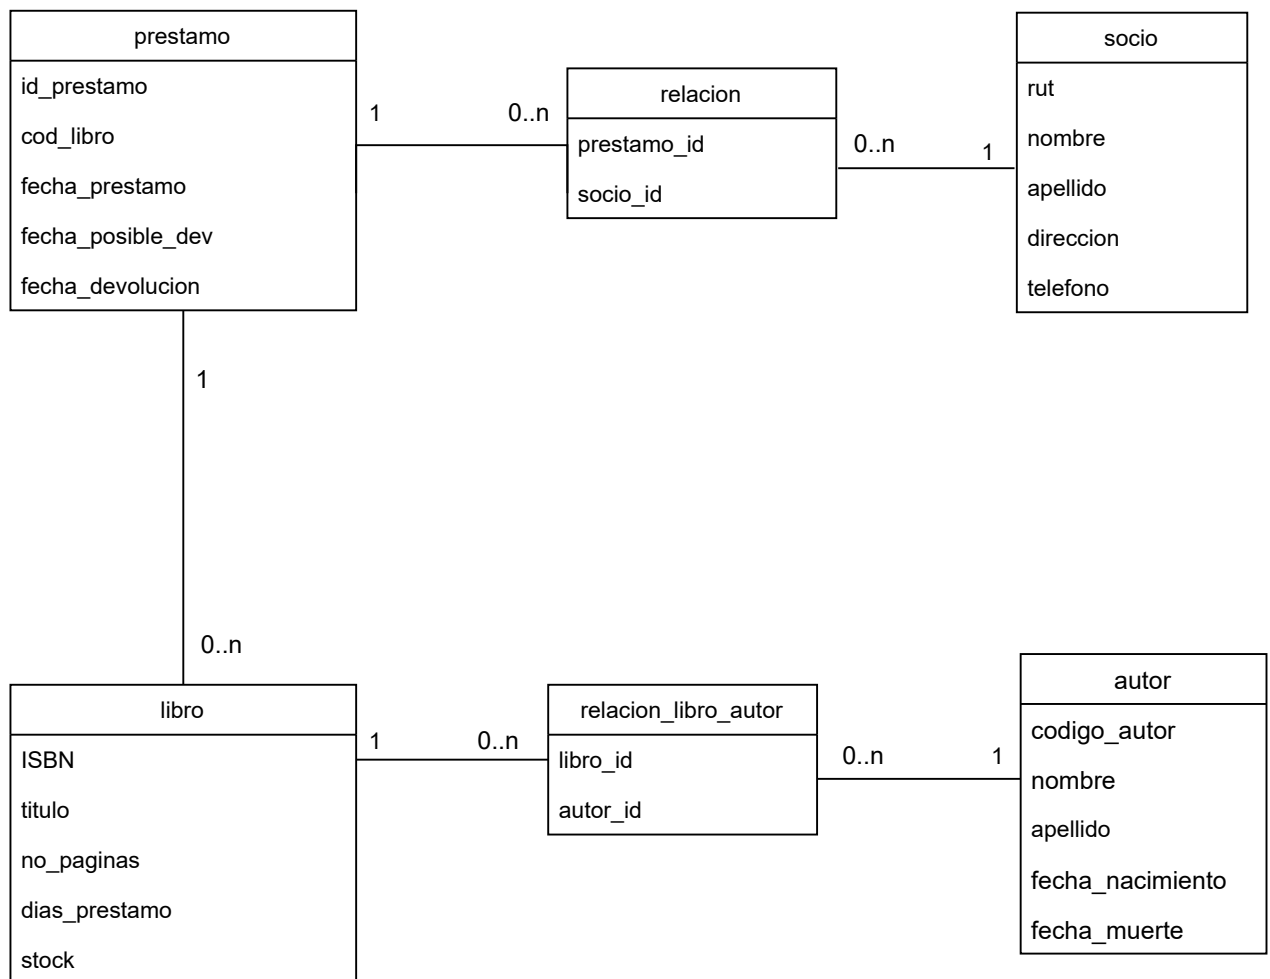 prestamo
id_prestamo
cod_libro
fecha_prestamo
fecha_posible_dev
fecha_devolucion
1
0..n
relacion
prestamo_id
socio_id
0..n
1
socio
rut
nombre
apellido
direccion
telefono
1
0..n
libro
ISBN
titulo
no_paginas
dias_prestamo
stock
1
0..n
relacion_libro_autor
libro_id
autor_id
0..n
1
autor
codigo_autor
nombre
apellido
fecha_nacimiento
fecha_muerte